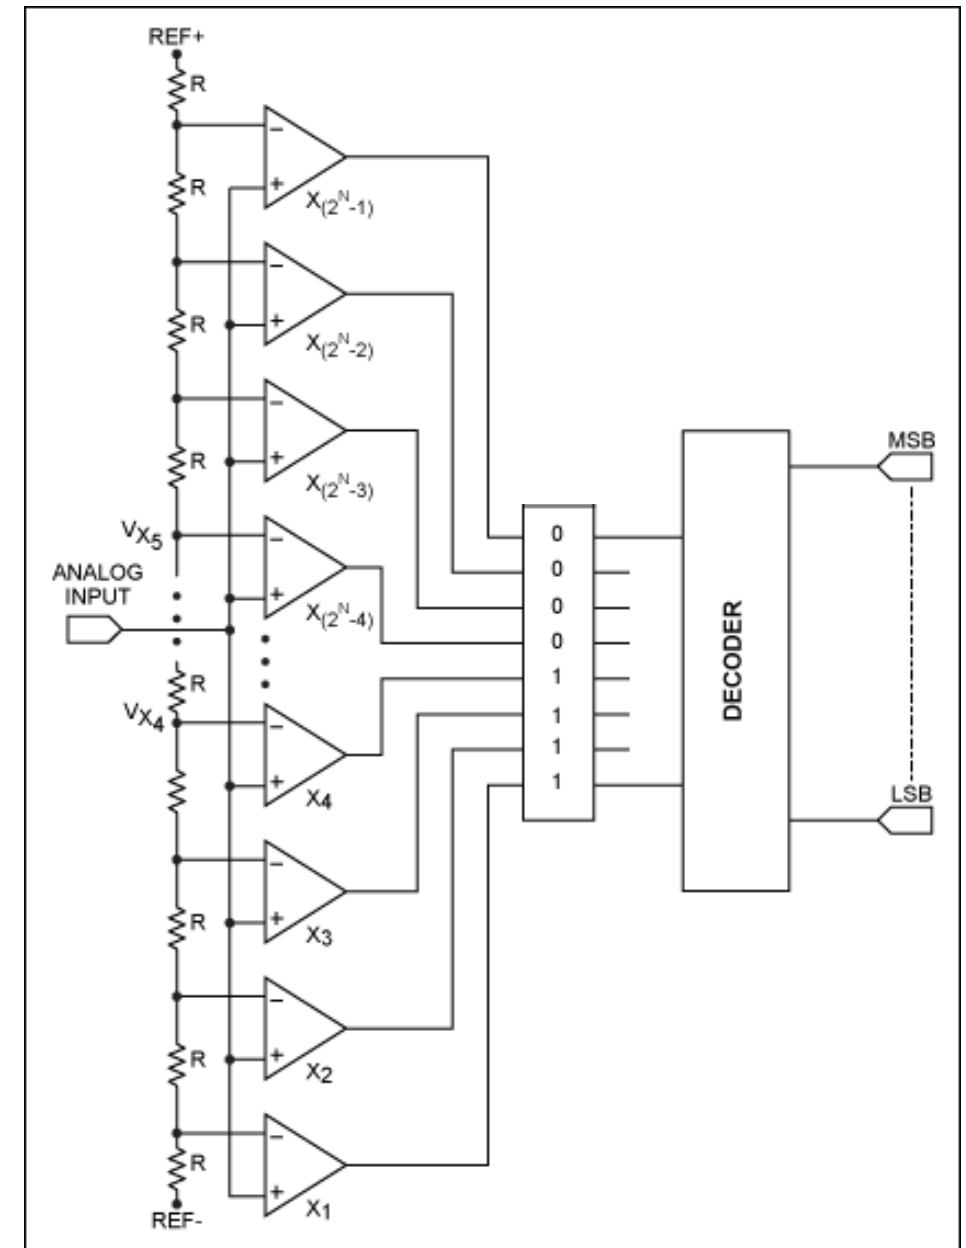 REF+
R
−
+
X(2^N-1)
R
−
+
X(2^N-2)
R
−
+
X(2^N-3)
R
VX5
−
+
X(2^N-4)
ANALOG
INPUT
R
VX4
−
+
X4
−
+
X3
R
−
+
X2
R
−
+
X1
R
REF-
0
0
0
0
1
1
1
1
DECODER
MSB
LSB